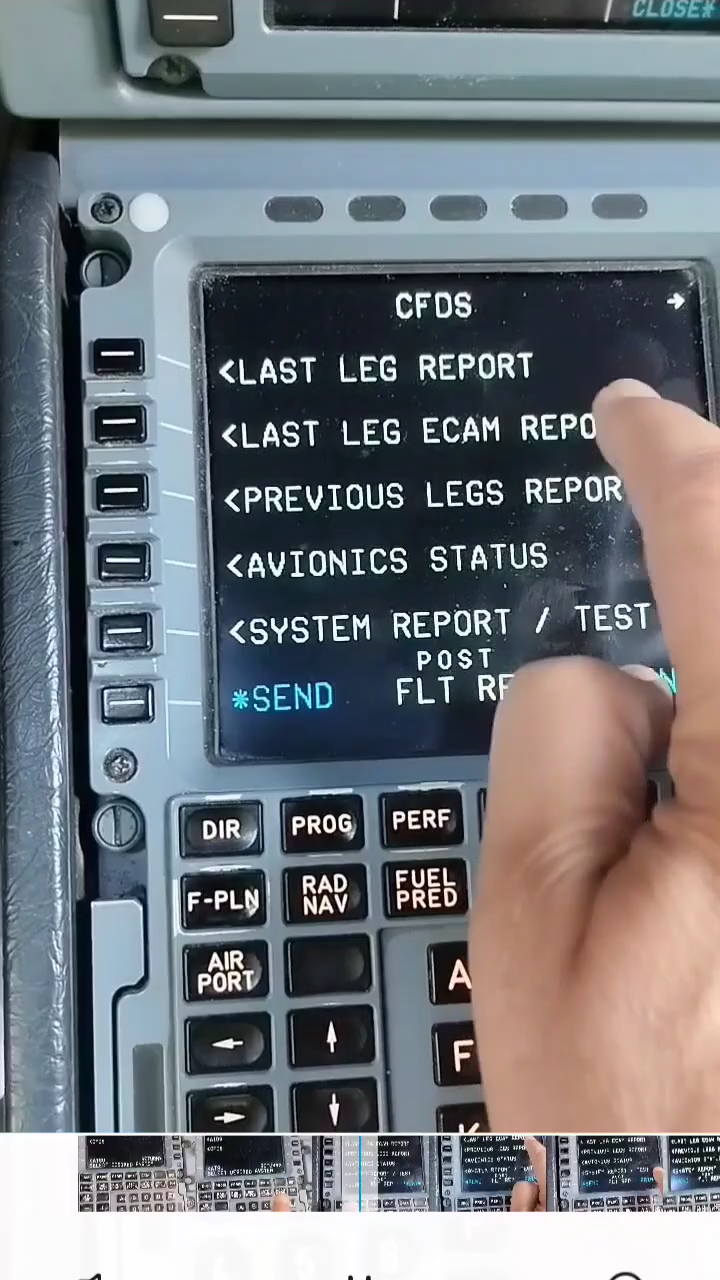 CLOSE*
CFDS →
<LAST LEG REPORT
<LAST LEG ECAM REPO
<PREVIOUS LEGS REPOR
<AVIONICS STATUS
<SYSTEM REPORT / TEST
POST
*SEND FLT RE
DIR PROG PERF
F-PLN RAD NAV FUEL PRED
AIR PORT
A
← ↑
F
→ ↓